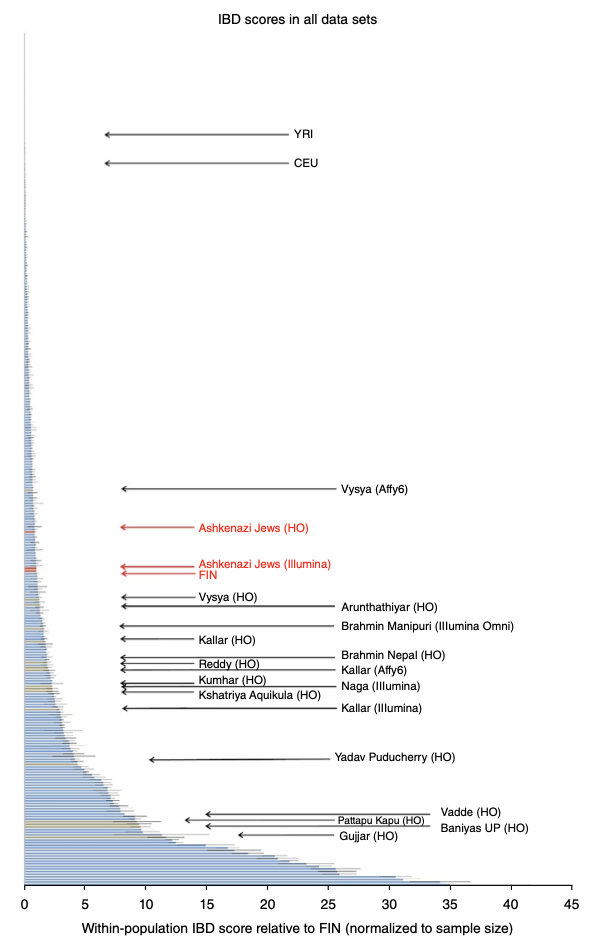 IBD scores in all data sets
YRI
CEU
Vysya (Affy6)
Ashkenazi Jews (HO)
Ashkenazi Jews (Illumina)
FIN
Vysya (HO)
Arunthathiyar (HO)
Brahmin Manipuri (Illumina Omni)
Kallar (HO)
Brahmin Nepal (HO)
Reddy (HO)
Kallar (Affy6)
Kumhar (HO)
Naga (Illumina)
Kshatriya Aquikula (HO)
Kallar (Illumina)
Yadav Puducherry (HO)
Vadde (HO)
Pattapu Kapu (HO)
Baniyas UP (HO)
Gujjar (HO)
0 5 10 15 20 25 30 35 40 45
Within-population IBD score relative to FIN (normalized to sample size)